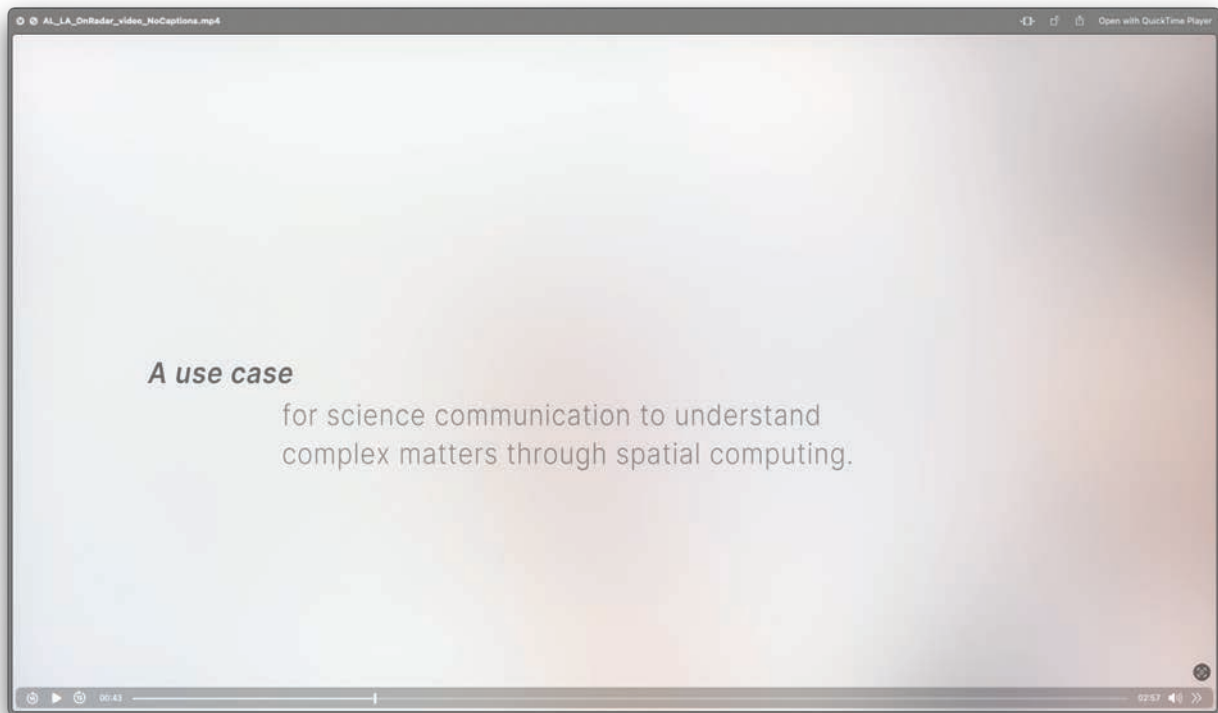 AL_LA_OnRadar_video_NoCaptions.mp4
Open with QuickTime Player
A use case
for science communication to understand
complex matters through spatial computing.
00:43
02:57